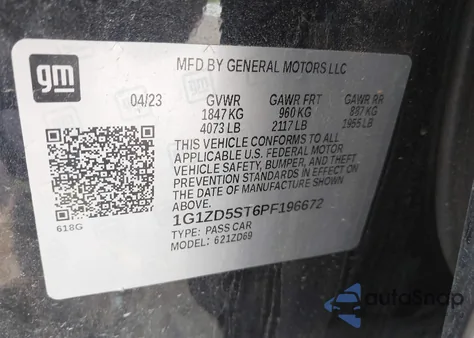 gm
MFD BY GENERAL MOTORS LLC
04/23 GVWR GAWR FRT GAWR RR
1847 KG 960 KG 887 KG
4073 LB 2117 LB 1955 LB
THIS VEHICLE CONFORMS TO ALL
APPLICABLE U.S. FEDERAL MOTOR
VEHICLE SAFETY, BUMPER, AND THEFT
PREVENTION STANDARDS IN EFFECT ON
THE DATE OF MANUFACTURE SHOWN
ABOVE.
1G1ZD5ST6PF196672
TYPE: PASS CAR
MODEL: 621ZD69
618G
autoSnap